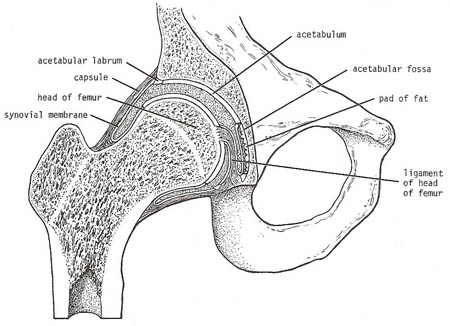 acetabular labrum
capsule
head of femur
synovial membrane
acetabulum
acetabular fossa
pad of fat
ligament
of head
of femur